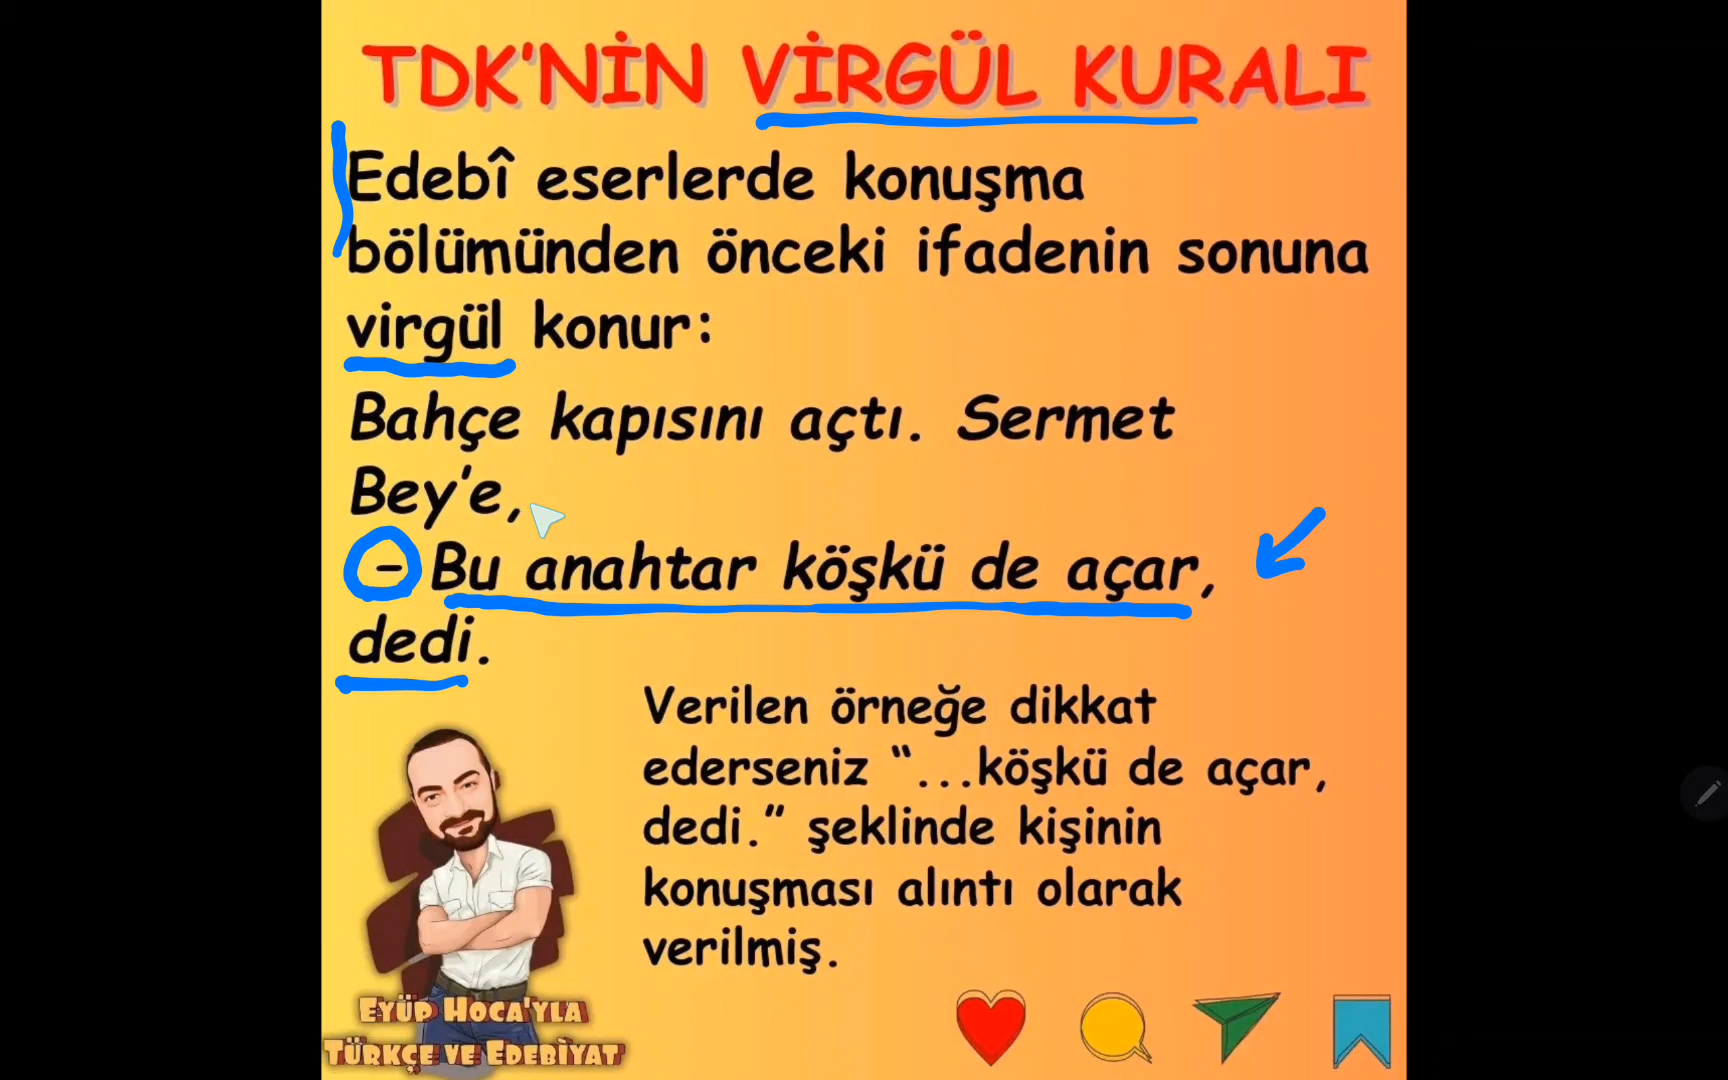 TDK'NİN VİRGÜL KURALI
Edebî eserlerde konuşma
bölümünden önceki ifadenin sonuna
virgül konur:
Bahçe kapısını açtı. Sermet
Bey'e,
- Bu anahtar köşkü de açar,
dedi.
Verilen örneğe dikkat
ederseniz “...köşkü de açar,
dedi.” şeklinde kişinin
konuşması alıntı olarak
verilmiş.
EYÜP HOCA'YLA
TÜRKÇE VE EDEBİYAT